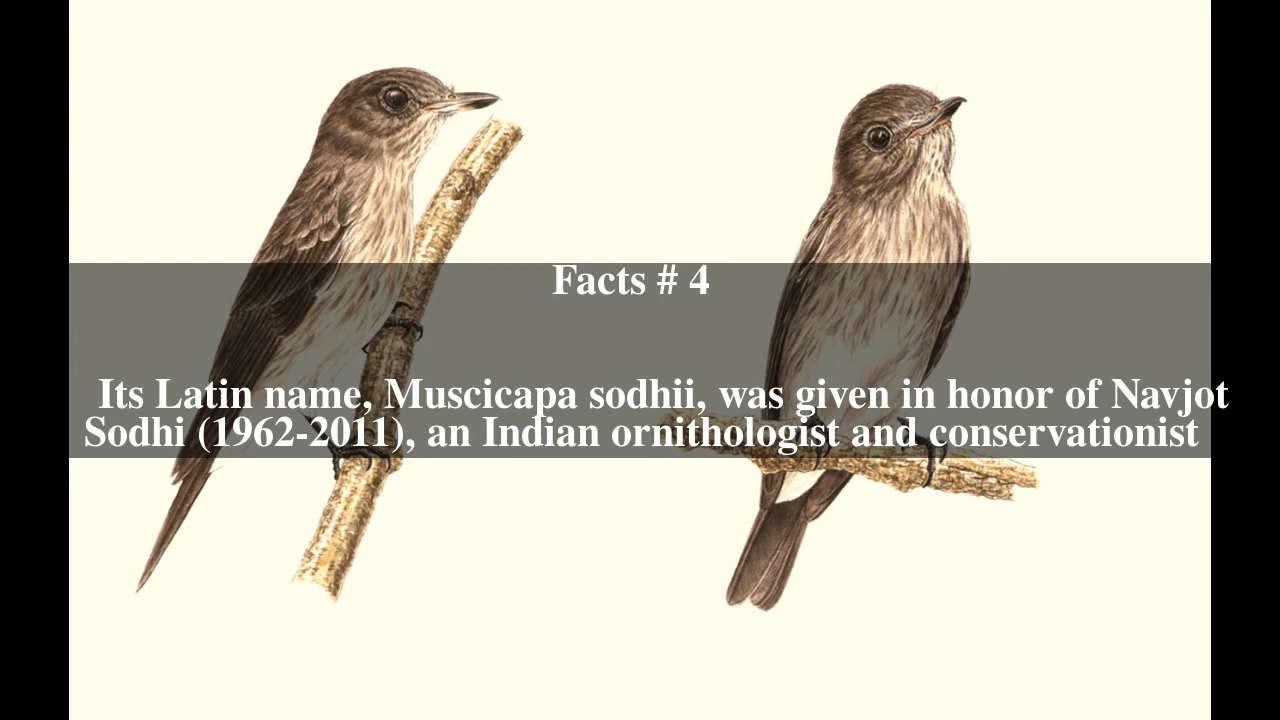 Facts # 4
Its Latin name, Muscicapa sodhii, was given in honor of Navjot
Sodhi (1962-2011), an Indian ornithologist and conservationist